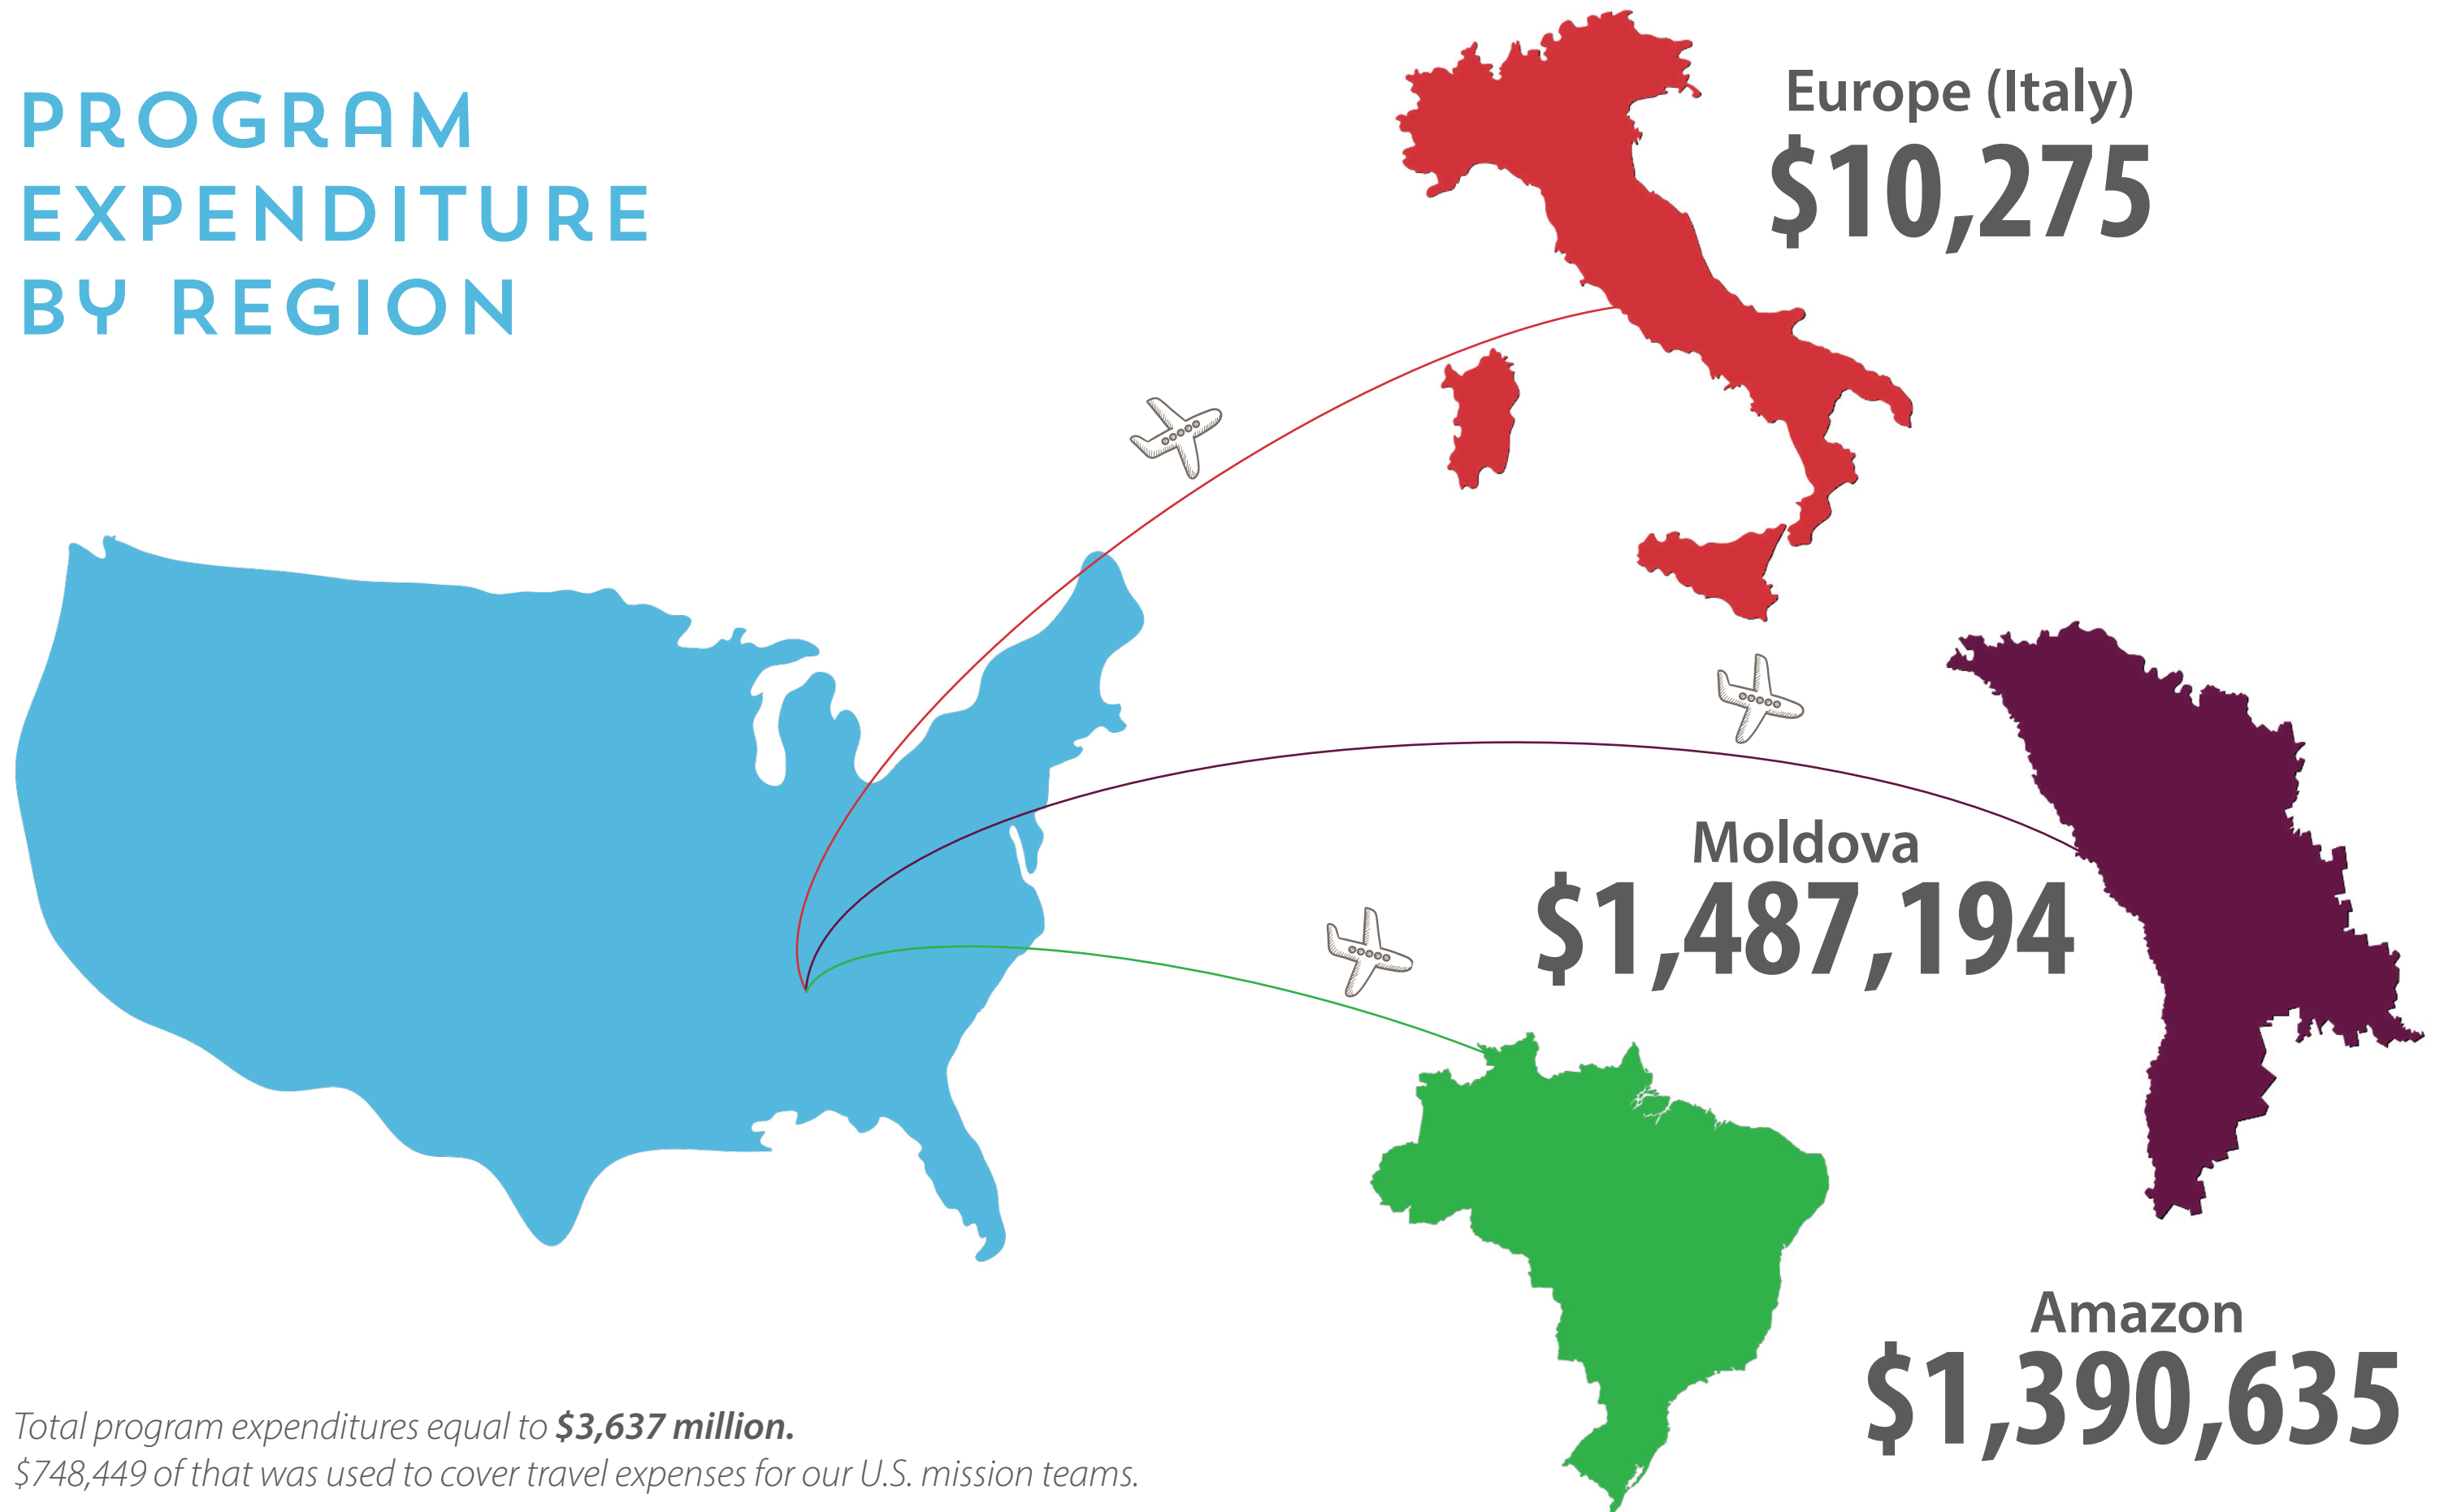 PROGRAM
EXPENDITURE
BY REGION
Europe (Italy)
$10,275
Moldova
$1,487,194
Amazon
$1,390,635
Total program expenditures equal to $3,637 million.
$748,449 of that was used to cover travel expenses for our U.S. mission teams.